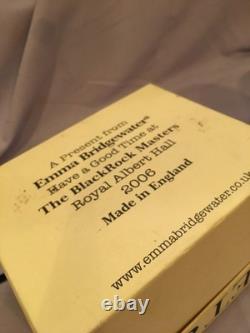 A Present from
Emma Bridgewater®
Have a Good Time at
The BlackRock Masters
Royal Albert Hall
2006
Made in England
www.emmabridgewater.co.uk